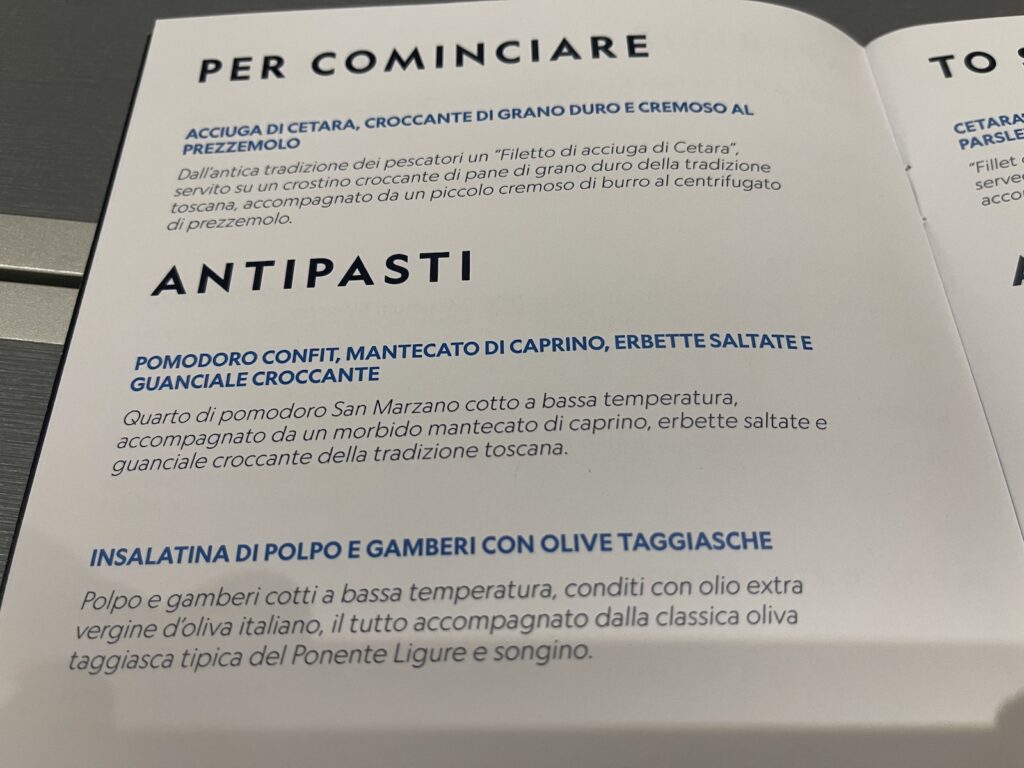 PER COMINCIARE
ACCIUGA DI CETARA, CROCCANTE DI GRANO DURO E CREMOSO AL
PREZZEMOLO
Dall'antica tradizione dei pescatori un "Filetto di acciuga di Cetara",
servito su un crostino croccante di pane di grano duro della tradizione
toscana, accompagnato da un piccolo cremoso di burro al centrifugato
di prezzemolo.
ANTIPASTI
POMODORO CONFIT, MANTECATO DI CAPRINO, ERBETTE SALTATE E
GUANCIALE CROCCANTE
Quarto di pomodoro San Marzano cotto a bassa temperatura,
accompagnato da un morbido mantecato di caprino, erbette saltate e
guanciale croccante della tradizione toscana.
INSALATINA DI POLPO E GAMBERI CON OLIVE TAGGIASCHE
Polpo e gamberi cotti a bassa temperatura, conditi con olio extra
vergine d'oliva italiano, il tutto accompagnato dalla classica oliva
taggiasca tipica del Ponente Ligure e songino.
TO
CETARA
PARSLE
"Fillet
serve
acco